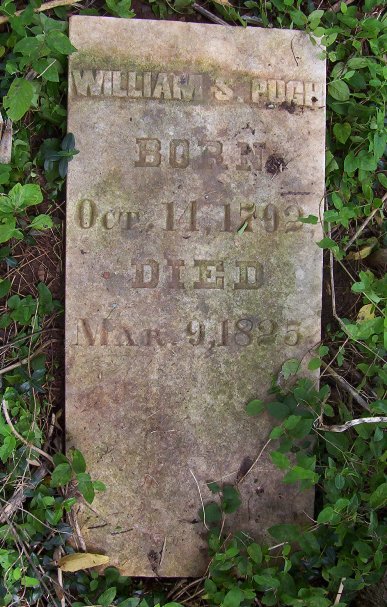 WILLIAM S. PUGH
BORN
Oct. 14, 1792
DIED
Mar. 9, 1825.